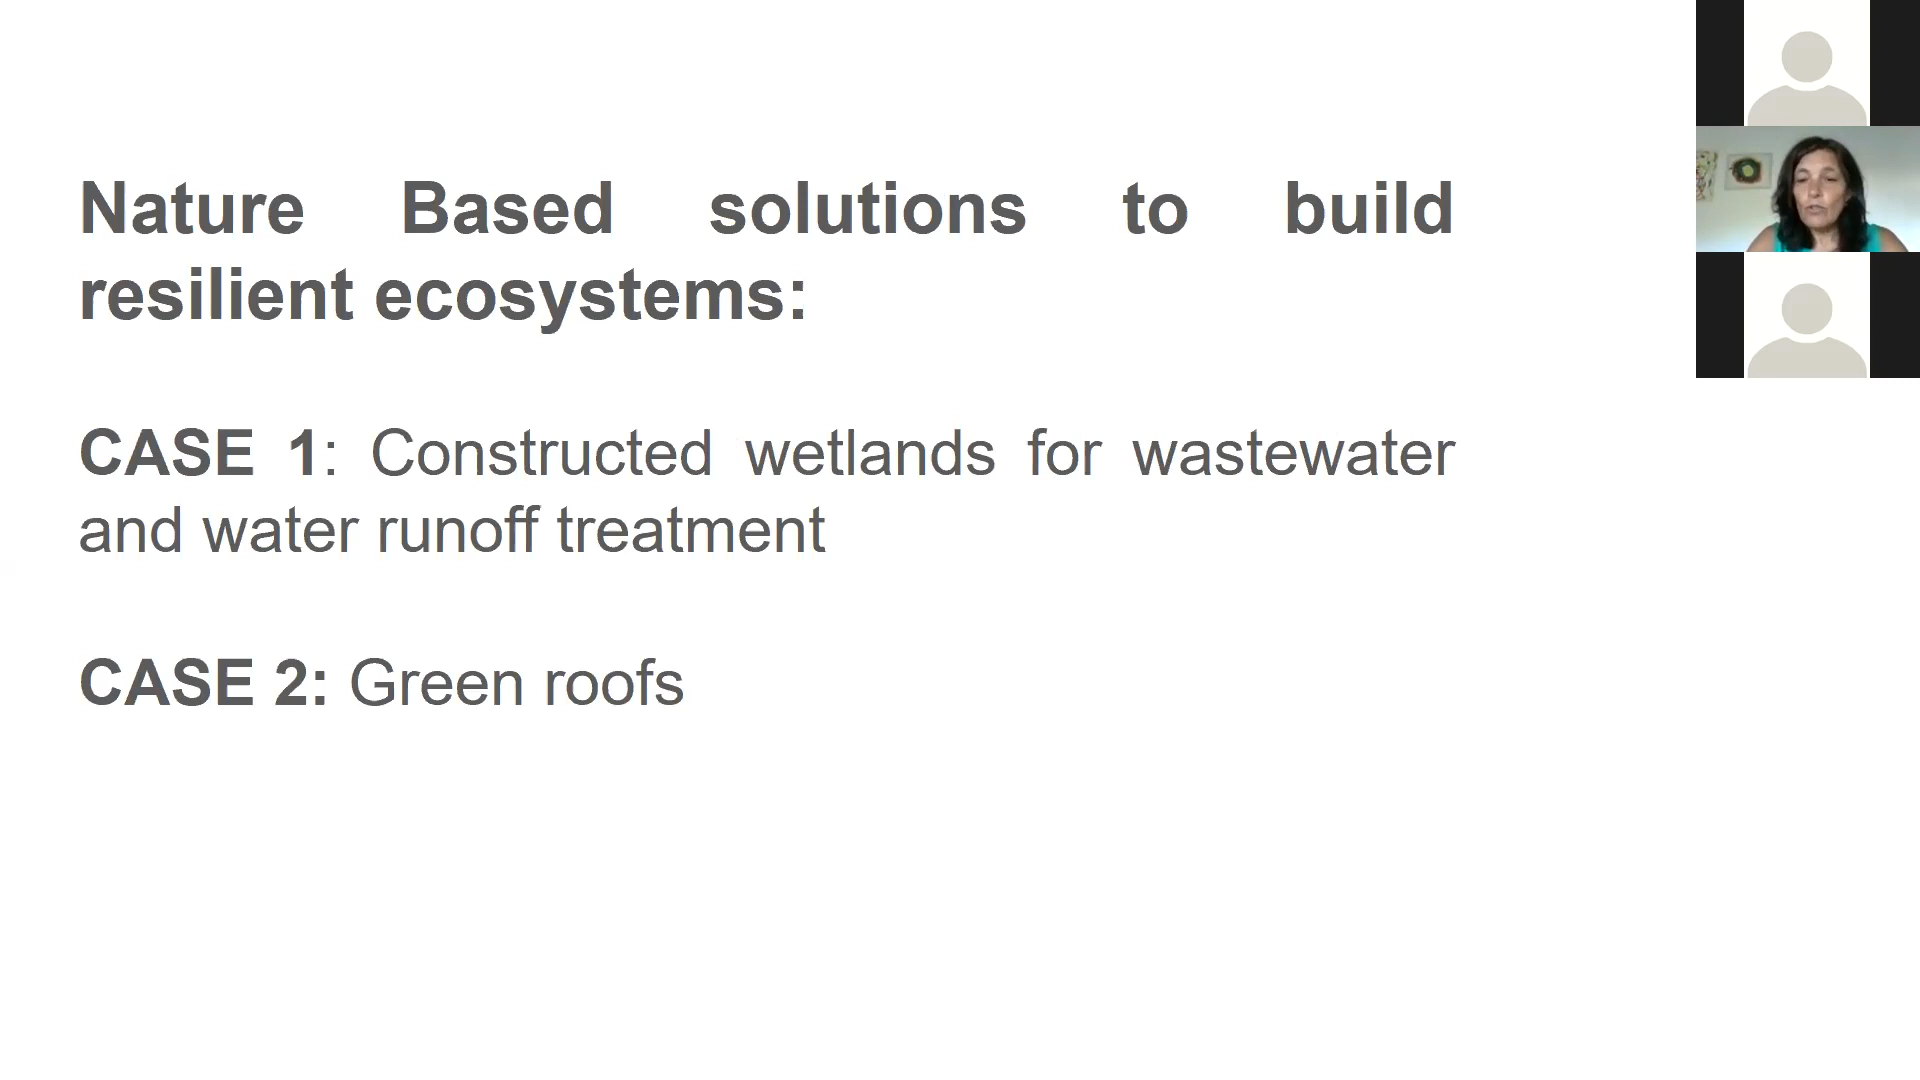 Nature Based solutions to build
resilient ecosystems:
CASE 1: Constructed wetlands for wastewater
and water runoff treatment
CASE 2: Green roofs